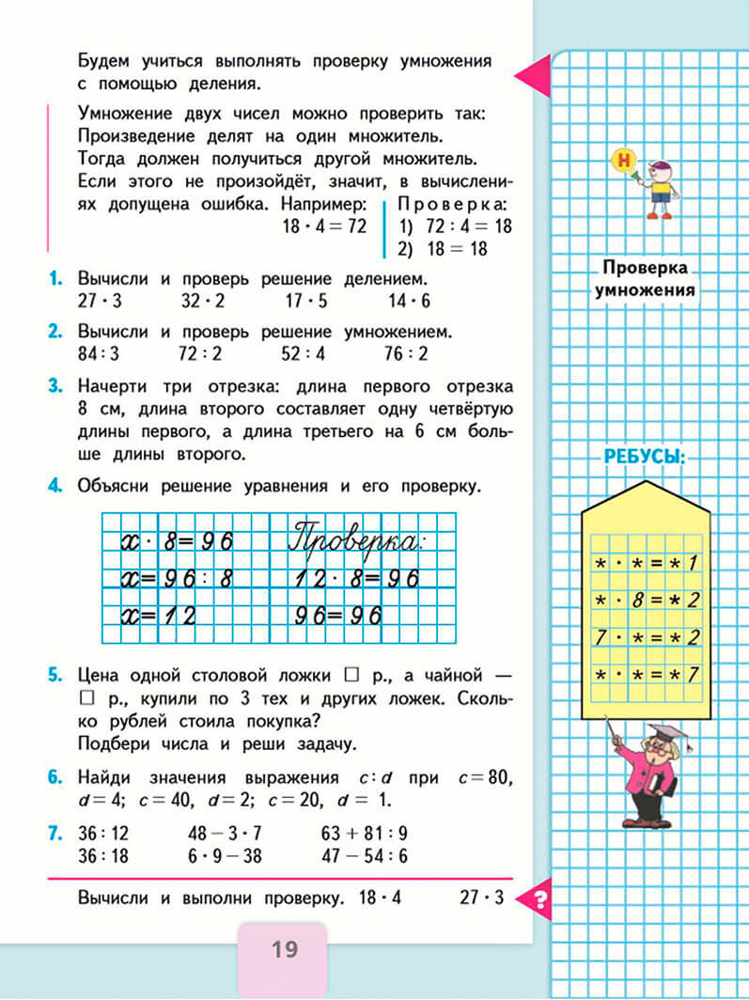 Будем учиться выполнять проверку умножения
с помощью деления.
Умножение двух чисел можно проверить так:
Произведение делят на один множитель.
Тогда должен получиться другой множитель.
Если этого не произойдёт, значит, в вычислени-
ях допущена ошибка. Например:
18 · 4 = 72
Проверка:
1) 72 : 4 = 18
2) 18 = 18
1. Вычисли и проверь решение делением.
27 · 3 32 · 2 17 · 5 14 · 6
2. Вычисли и проверь решение умножением.
84 : 3 72 : 2 52 : 4 76 : 2
3. Начерти три отрезка: длина первого отрезка
8 см, длина второго составляет одну четвёртую
длины первого, а длина третьего на 6 см боль-
ше длины второго.
4. Объясни решение уравнения и его проверку.
x · 8 = 96 Проверка:
x = 96 : 8 12 · 8 = 96
x = 12 96 = 96
5. Цена одной столовой ложки □ р., а чайной —
□ р., купили по 3 тех и других ложек. Сколь-
ко рублей стоила покупка?
Подбери числа и реши задачу.
6. Найди значения выражения c : d при c = 80,
d = 4; c = 40, d = 2; c = 20, d = 1.
7. 36 : 12 48 − 3 · 7 63 + 81 : 9
36 : 18 6 · 9 − 38 47 − 54 : 6
Вычисли и выполни проверку. 18 · 4 27 · 3
?
19
Н
Проверка
умножения
РЕБУСЫ:
* · * = * 1
* · 8 = * 2
7 · * = * 2
* · * = * 7